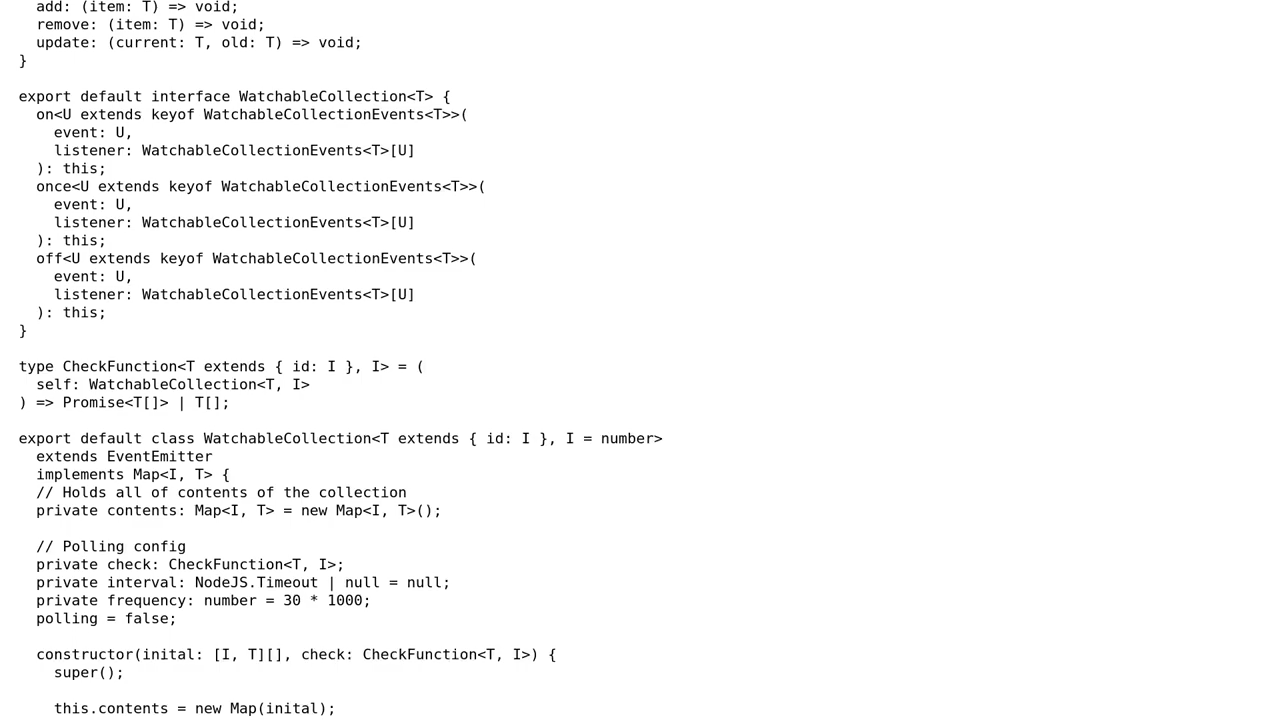 add: (item: T) => void;
remove: (item: T) => void;
update: (current: T, old: T) => void;
}
export default interface WatchableCollection<T> {
on<U extends keyof WatchableCollectionEvents<T>>(
event: U,
listener: WatchableCollectionEvents<T>[U]
): this;
once<U extends keyof WatchableCollectionEvents<T>>(
event: U,
listener: WatchableCollectionEvents<T>[U]
): this;
off<U extends keyof WatchableCollectionEvents<T>>(
event: U,
listener: WatchableCollectionEvents<T>[U]
): this;
}
type CheckFunction<T extends { id: I }, I> = (
self: WatchableCollection<T, I>
) => Promise<T[]> | T[];
export default class WatchableCollection<T extends { id: I }, I = number>
extends EventEmitter
implements Map<I, T> {
// Holds all of contents of the collection
private contents: Map<I, T> = new Map<I, T>();
// Polling config
private check: CheckFunction<T, I>;
private interval: NodeJS.Timeout | null = null;
private frequency: number = 30 * 1000;
polling = false;
constructor(inital: [I, T][], check: CheckFunction<T, I>) {
super();
this.contents = new Map(inital);